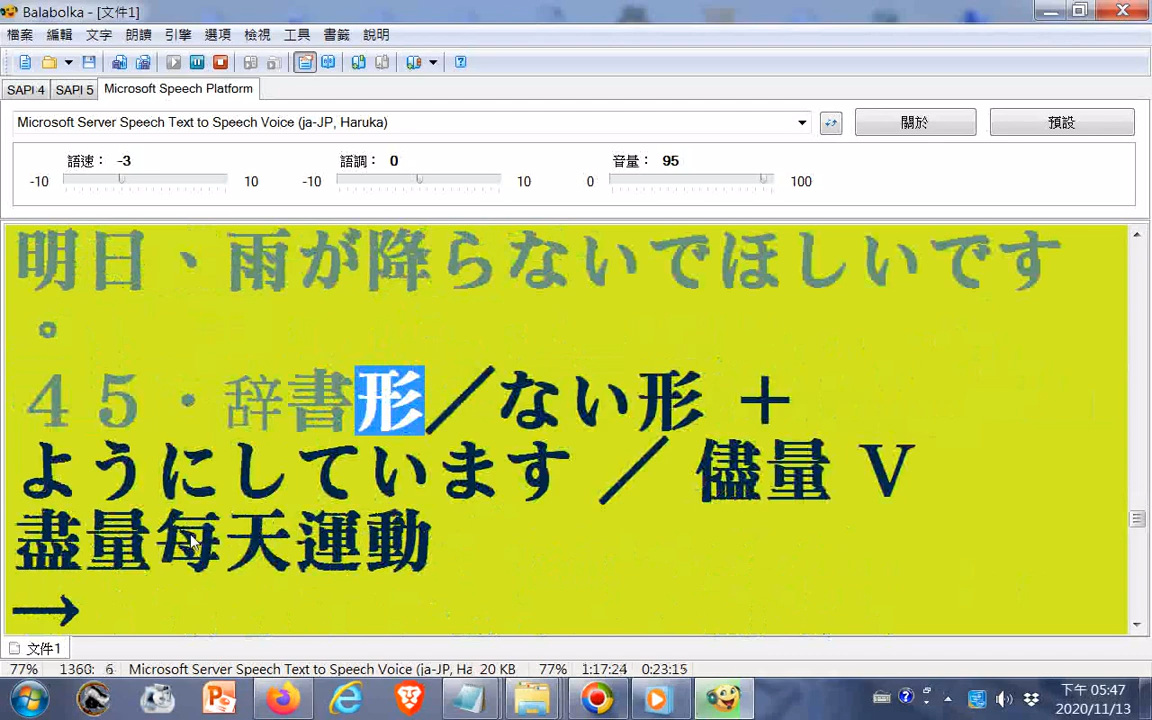 Balabolka - [文件1]
檔案 編輯 文字 朗讀 引擎 選項 檢視 工具 書籤 說明
SAPI 4 SAPI 5 Microsoft Speech Platform
Microsoft Server Speech Text to Speech Voice (ja-JP, Haruka) 關於 預設
語速： -3 語調： 0 音量： 95
-10 10 -10 10 0 100
明日、雨が降らないでほしいです
。
４５・辞書形／ない形 ＋
ようにしています ／ 儘量 Ｖ
盡量每天運動
→
文件1
77% 1360: 6 Microsoft Server Speech Text to Speech Voice (ja-JP, Ha 20 KB 77% 1:17:24 0:23:15
下午 05:47
2020/11/13